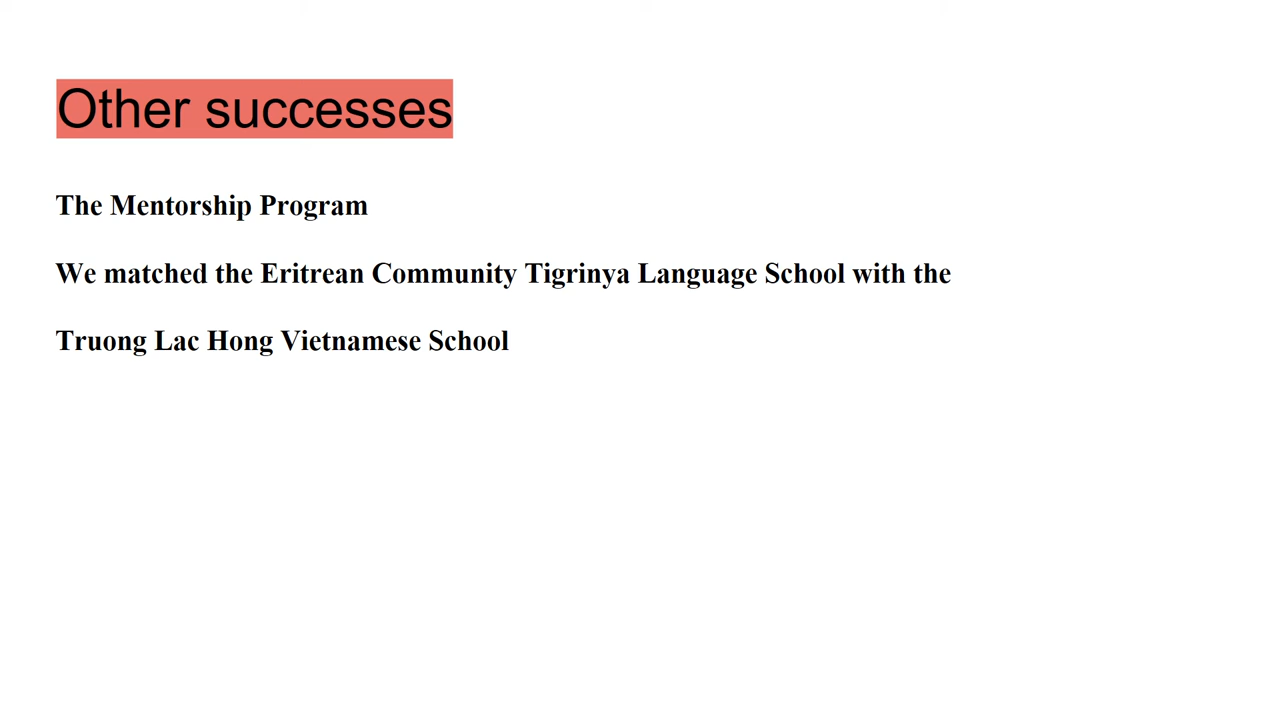 Other successes
The Mentorship Program
We matched the Eritrean Community Tigrinya Language School with the
Truong Lac Hong Vietnamese School